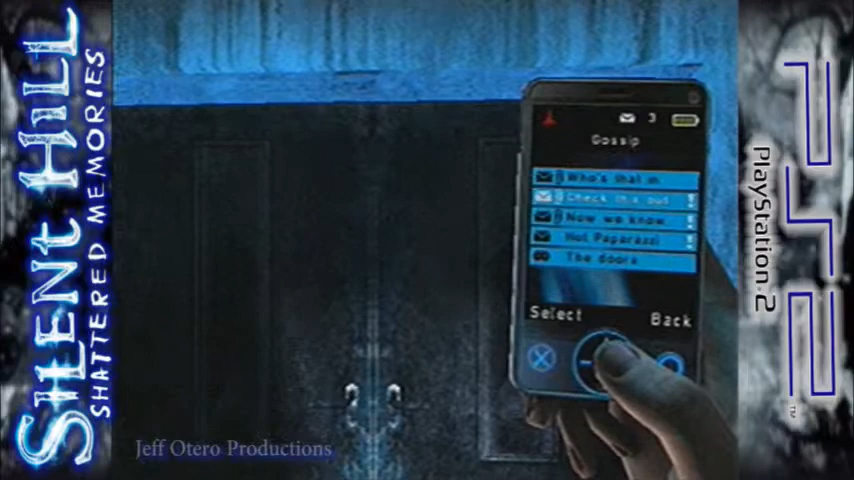 SILENT HILL
SHATTERED MEMORIES
3
Gossip
Who's that in
Check this out
Now we know
Hot Paparazzi
The doors
Select
Back
Jeff Otero Productions
PS2
PlayStation.2
TM